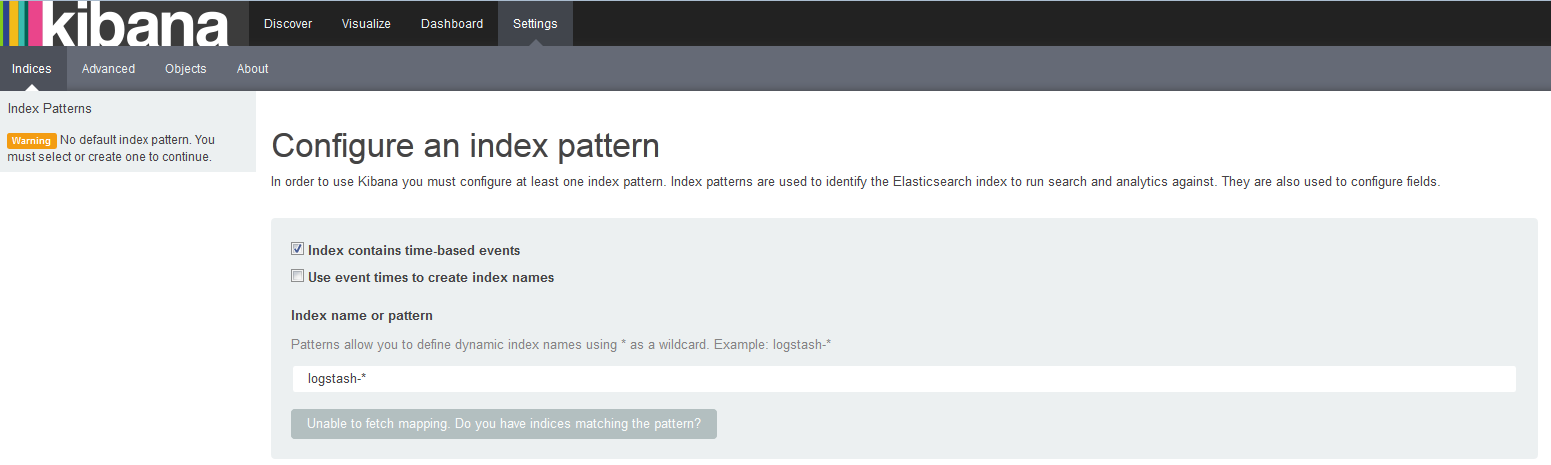 kibana
Discover Visualize Dashboard Settings
Indices Advanced Objects About
Index Patterns
Warning No default index pattern. You
must select or create one to continue.
Configure an index pattern
In order to use Kibana you must configure at least one index pattern. Index patterns are used to identify the Elasticsearch index to run search and analytics against. They are also used to configure fields.
Index contains time-based events
Use event times to create index names
Index name or pattern
Patterns allow you to define dynamic index names using * as a wildcard. Example: logstash-*
logstash-*
Unable to fetch mapping. Do you have indices matching the pattern?